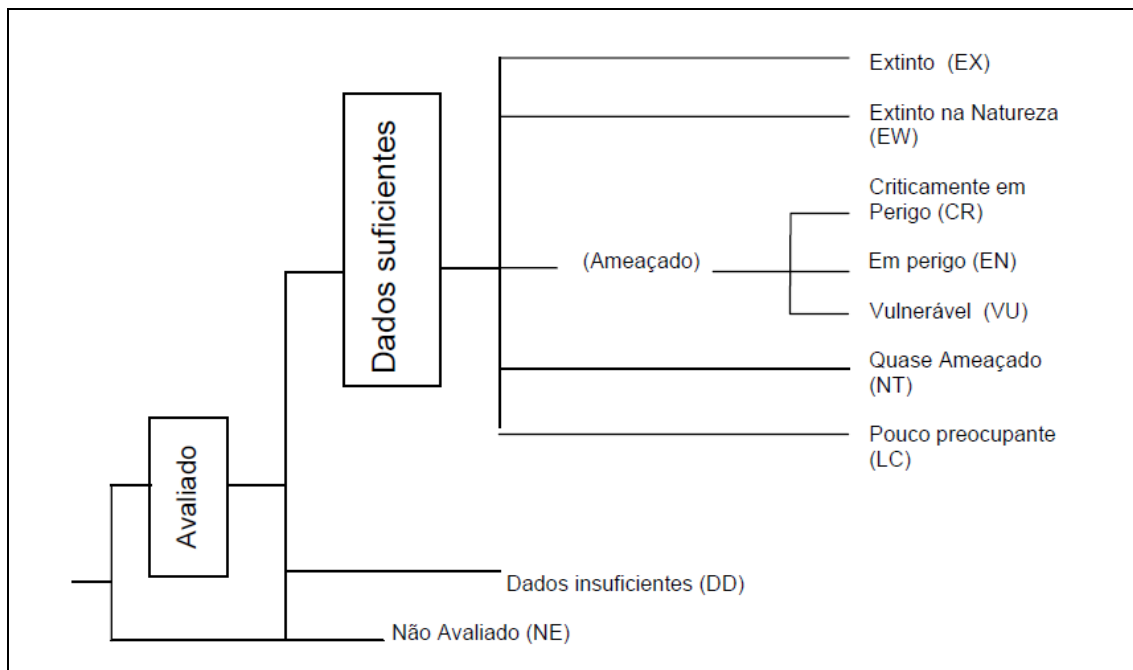 Extinto (EX)
Extinto na Natureza
(EW)
Criticamente em
Perigo (CR)
(Ameaçado)
Em perigo (EN)
Vulnerável (VU)
Quase Ameaçado
(NT)
Pouco preocupante
(LC)
Dados suficientes
Avaliado
Dados insuficientes (DD)
Não Avaliado (NE)